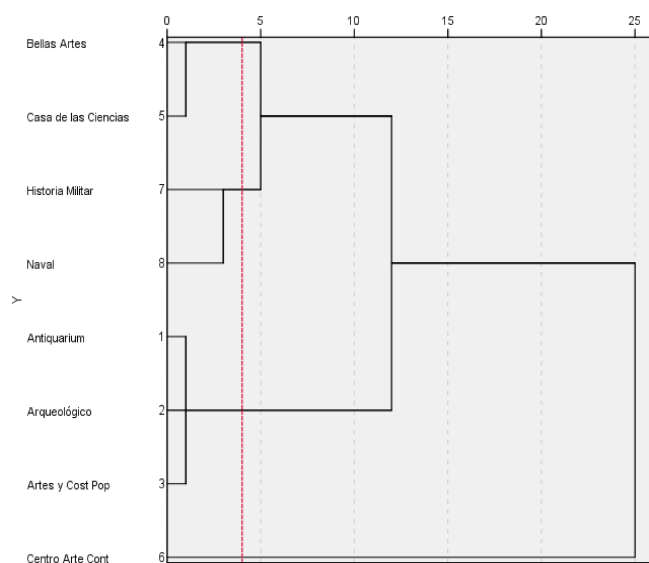 0 5 10 15 20 25
Bellas Artes 4
Casa de las Ciencias 5
Historia Militar 7
Naval 8
Y
Antiquarium 1
Arqueológico 2
Artes y Cost Pop 3
Centro Arte Cont 6